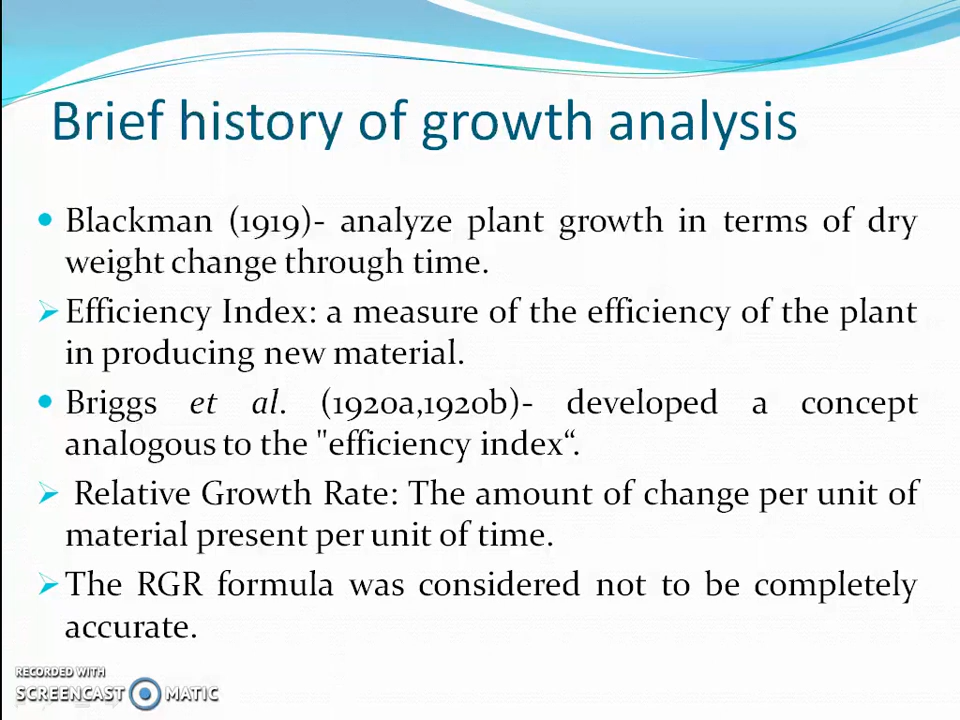 Brief history of growth analysis
Blackman (1919)- analyze plant growth in terms of dry
weight change through time.
Efficiency Index: a measure of the efficiency of the plant
in producing new material.
Briggs et al. (1920a,1920b)- developed a concept
analogous to the "efficiency index“.
Relative Growth Rate: The amount of change per unit of
material present per unit of time.
The RGR formula was considered not to be completely
accurate.
RECORDED WITH
SCREENCAST MATIC